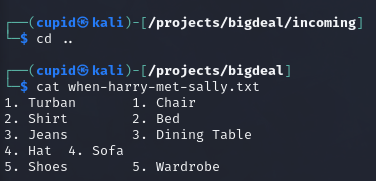 ┌──(cupid㉿kali)-[/projects/bigdeal/incoming]
└─$ cd ..
┌──(cupid㉿kali)-[/projects/bigdeal]
└─$ cat when-harry-met-sally.txt
1. Turban       1. Chair
2. Shirt        2. Bed
3. Jeans        3. Dining Table
4. Hat  4. Sofa
5. Shoes        5. Wardrobe